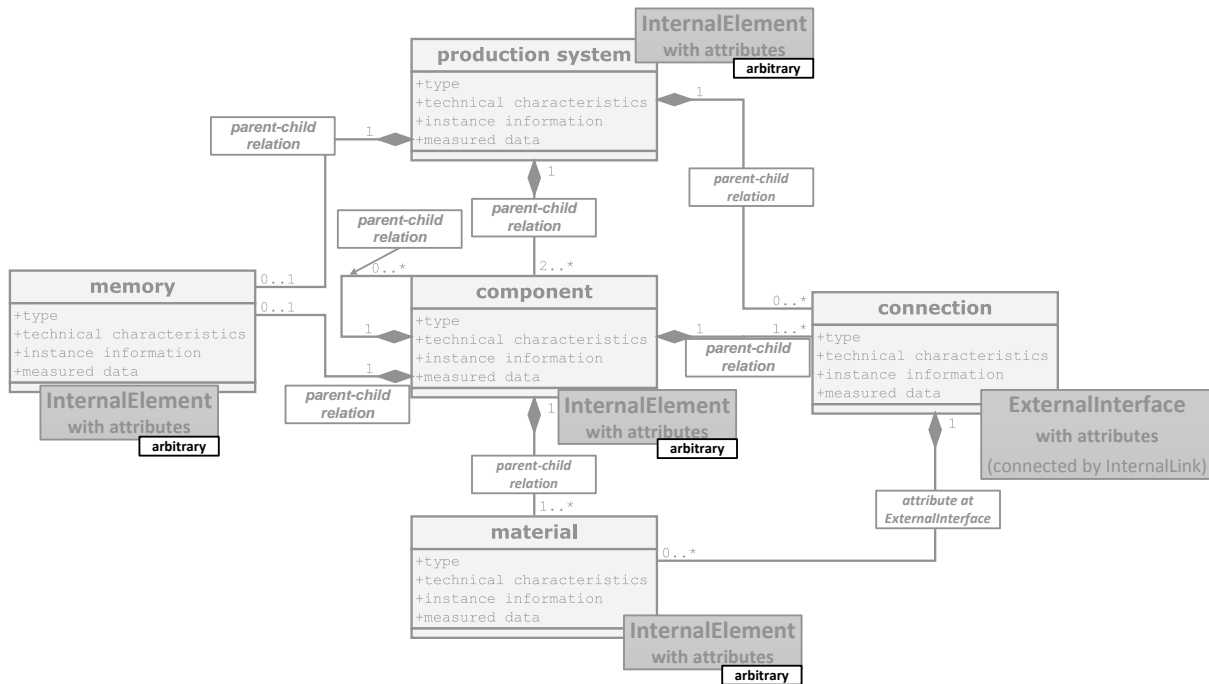 InternalElement
with attributes
arbitrary
production system
+type
+technical characteristics
+instance information
+measured data
1
1
1
parent-child
relation
parent-child
relation
parent-child
relation
parent-child
relation
0..1
0..1
0..*
2..*
0..*
memory
+type
+technical characteristics
+instance information
+measured data
InternalElement
with attributes
arbitrary
component
+type
+technical characteristics
+instance information
+measured data
1
1
1
1..*
parent-child
relation
parent-child
relation
1
InternalElement
with attributes
arbitrary
connection
+type
+technical characteristics
+instance information
+measured data
1
ExternalInterface
with attributes
(connected by InternalLink)
parent-child
relation
attribute at
ExternalInterface
1..*
0..*
material
+type
+technical characteristics
+instance information
+measured data
InternalElement
with attributes
arbitrary